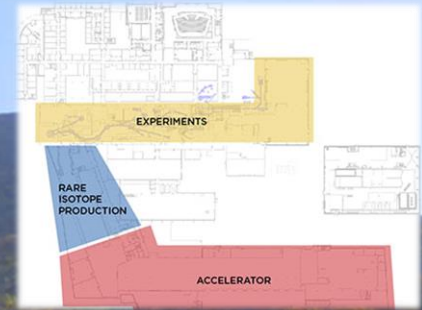 EXPERIMENTS
RARE
ISOTOPE
PRODUCTION
ACCELERATOR